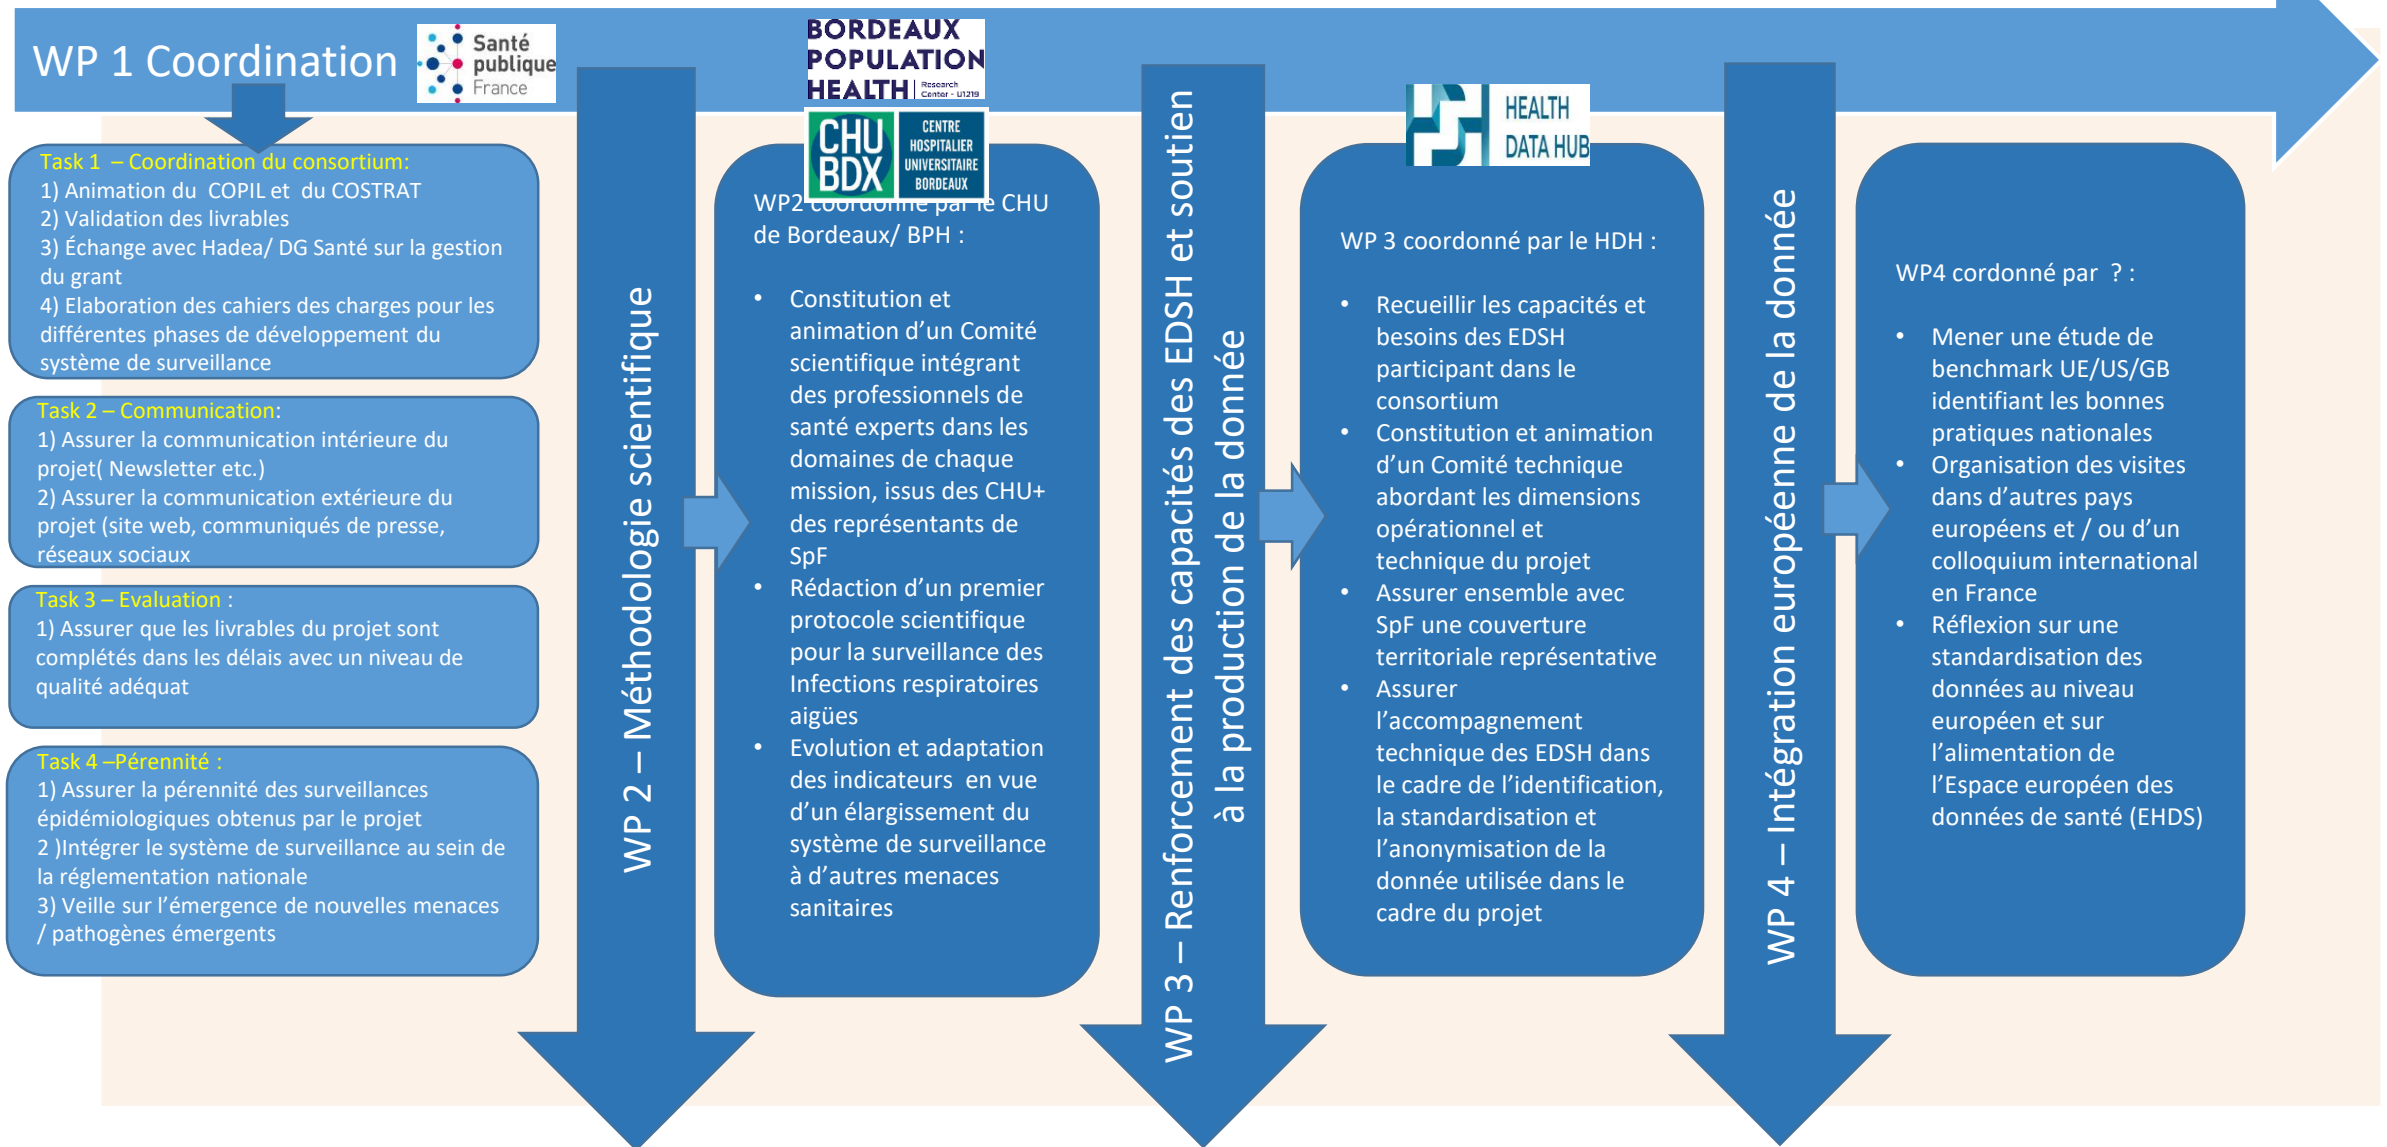 WP 1 Coordination
Santé
publique
France
BORDEAUX
POPULATION
HEALTH Research
Center - U1219
CHU
BDX
CENTRE
HOSPITALIER
UNIVERSITAIRE
BORDEAUX
HEALTH
DATA HUB
Task 1 – Coordination du consortium:
1) Animation du COPIL et du COSTRAT
2) Validation des livrables
3) Échange avec Hadea/ DG Santé sur la gestion
du grant
4) Elaboration des cahiers des charges pour les
différentes phases de développement du
système de surveillance
Task 2 – Communication:
1) Assurer la communication intérieure du
projet( Newsletter etc.)
2) Assurer la communication extérieure du
projet (site web, communiqués de presse,
réseaux sociaux
Task 3 – Evaluation :
1) Assurer que les livrables du projet sont
complétés dans les délais avec un niveau de
qualité adéquat
Task 4 –Pérennité :
1) Assurer la pérennité des surveillances
épidémiologiques obtenus par le projet
2 )Intégrer le système de surveillance au sein de
la réglementation nationale
3) Veille sur l’émergence de nouvelles menaces
/ pathogènes émergents
WP 2 – Méthodologie scientifique
WP2 coordonné par le CHU
de Bordeaux/ BPH :
• Constitution et
animation d’un Comité
scientifique intégrant
des professionnels de
santé experts dans les
domaines de chaque
mission, issus des CHU+
des représentants de
SpF
• Rédaction d’un premier
protocole scientifique
pour la surveillance des
Infections respiratoires
aigües
• Evolution et adaptation
des indicateurs en vue
d’un élargissement du
système de surveillance
à d’autres menaces
sanitaires
WP 3 – Renforcement des capacités des EDSH et soutien
à la production de la donnée
WP 3 coordonné par le HDH :
• Recueillir les capacités et
besoins des EDSH
participant dans le
consortium
• Constitution et animation
d’un Comité technique
abordant les dimensions
opérationnel et
technique du projet
• Assurer ensemble avec
SpF une couverture
territoriale représentative
• Assurer
l’accompagnement
technique des EDSH dans
le cadre de l’identification,
la standardisation et
l’anonymisation de la
donnée utilisée dans le
cadre du projet
WP 4 – Intégration européenne de la donnée
WP4 cordonné par ? :
• Mener une étude de
benchmark UE/US/GB
identifiant les bonnes
pratiques nationales
• Organisation des visites
dans d’autres pays
européens et / ou d’un
colloquium international
en France
• Réflexion sur une
standardisation des
données au niveau
européen et sur
l’alimentation de
l’Espace européen des
données de santé (EHDS)